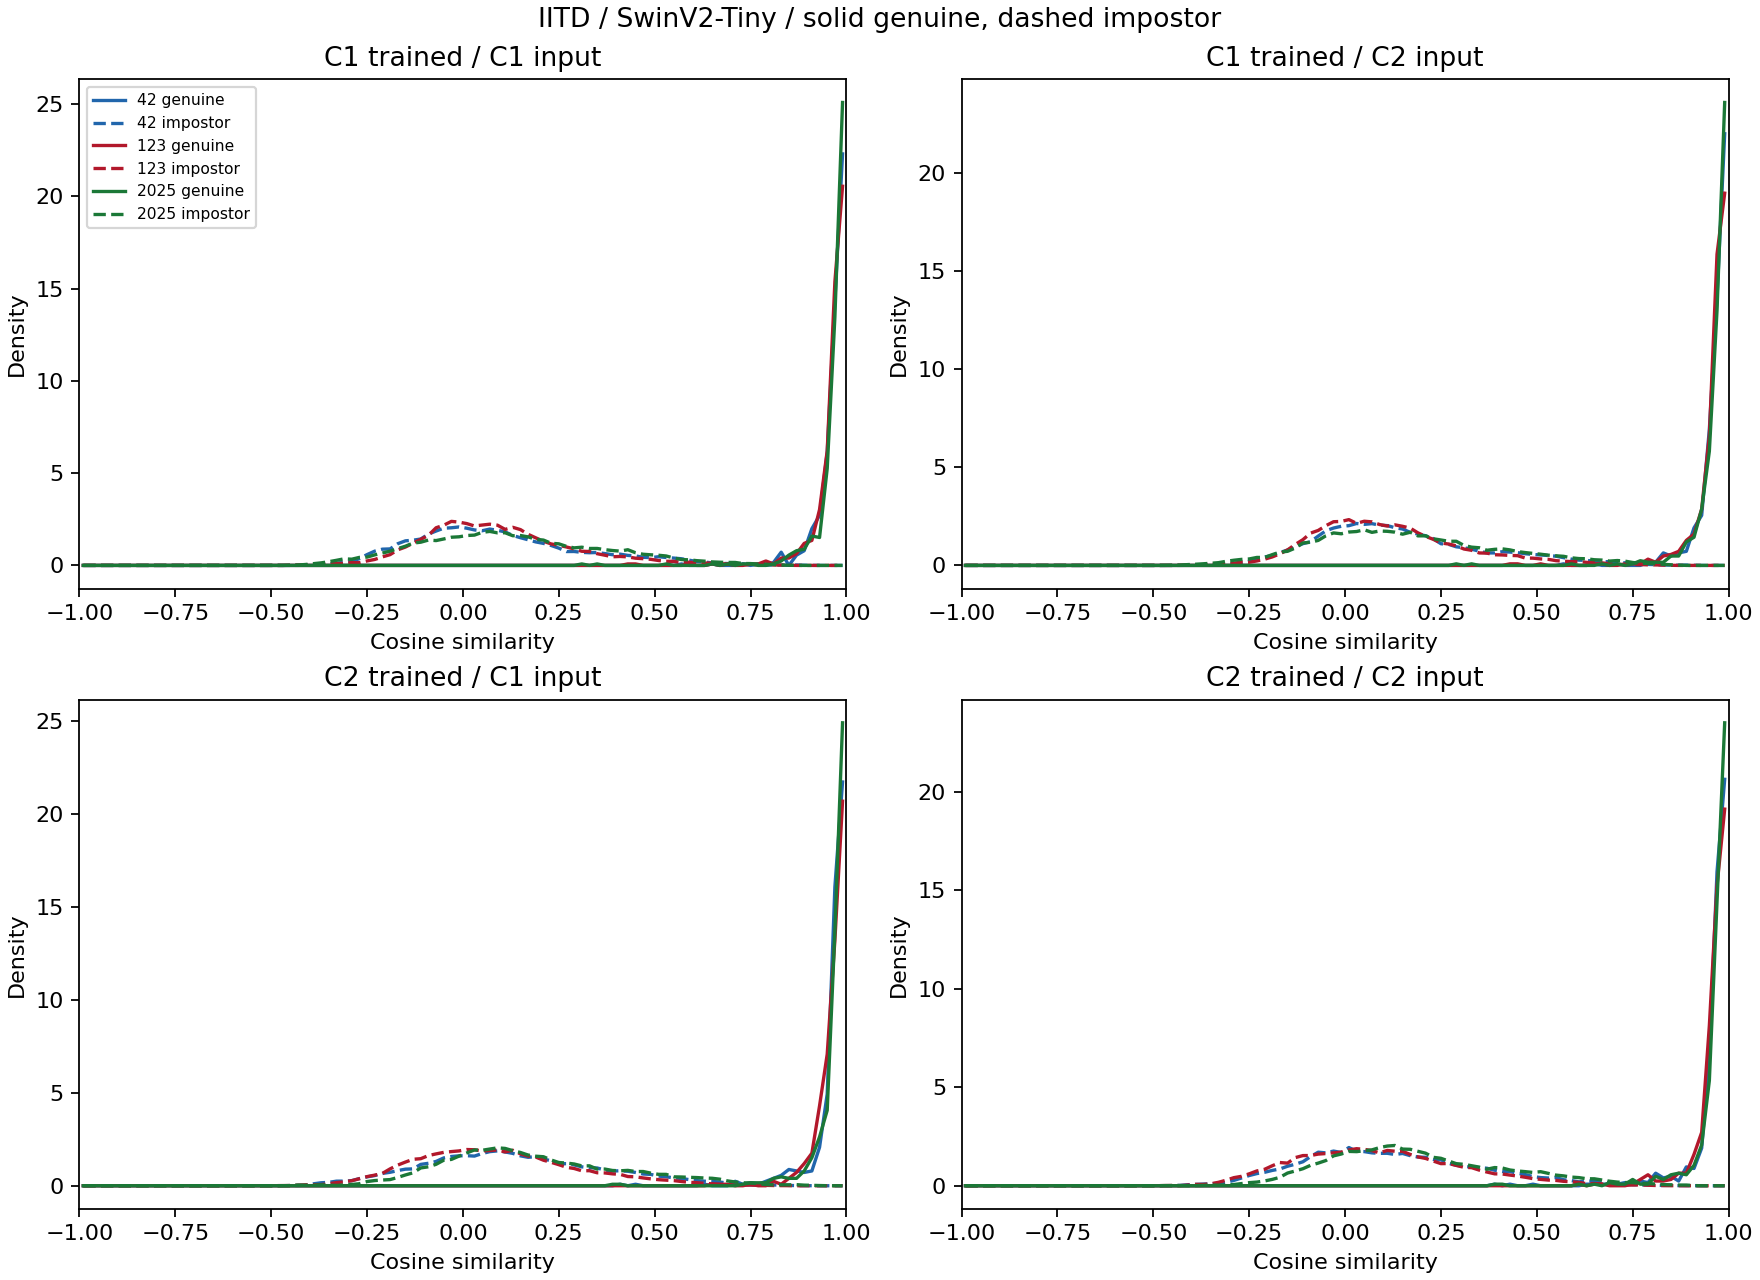 IITD / SwinV2-Tiny / solid genuine, dashed impostor
C1 trained / C1 input
42 genuine
42 impostor
123 genuine
123 impostor
2025 genuine
2025 impostor
25
20
15
10
5
0
Density
−1.00 −0.75 −0.50 −0.25 0.00 0.25 0.50 0.75 1.00
Cosine similarity
C1 trained / C2 input
20
15
10
5
0
Density
−1.00 −0.75 −0.50 −0.25 0.00 0.25 0.50 0.75 1.00
Cosine similarity
C2 trained / C1 input
25
20
15
10
5
0
Density
−1.00 −0.75 −0.50 −0.25 0.00 0.25 0.50 0.75 1.00
Cosine similarity
C2 trained / C2 input
20
15
10
5
0
Density
−1.00 −0.75 −0.50 −0.25 0.00 0.25 0.50 0.75 1.00
Cosine similarity